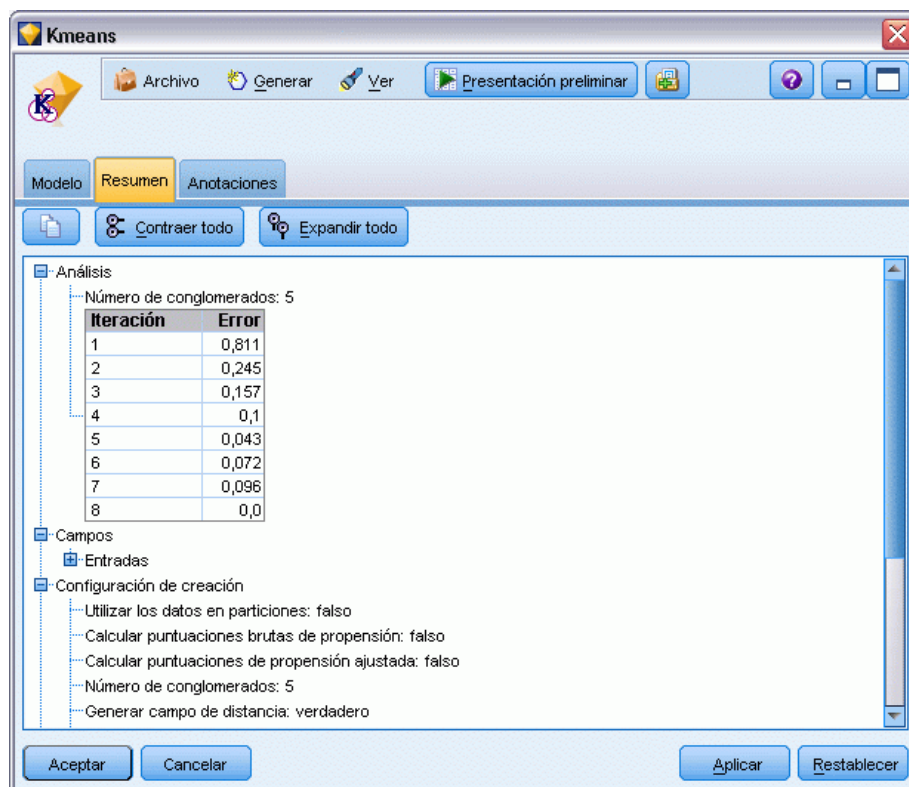 Kmeans
Archivo Generar Ver Presentación preliminar
Modelo Resumen Anotaciones
Contraer todo Expandir todo
Análisis
Número de conglomerados: 5
Iteración Error
1 0,811
2 0,245
3 0,157
4 0,1
5 0,043
6 0,072
7 0,096
8 0,0
Campos
Entradas
Configuración de creación
Utilizar los datos en particiones: falso
Calcular puntuaciones brutas de propensión: falso
Calcular puntuaciones de propensión ajustada: falso
Número de conglomerados: 5
Generar campo de distancia: verdadero
Aceptar Cancelar Aplicar Restablecer